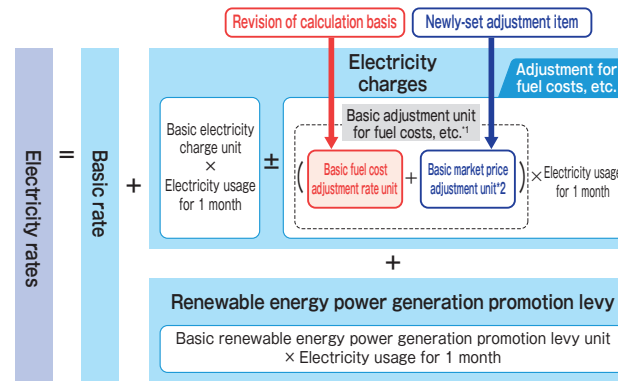 Revision of calculation basis
Newly-set adjustment item
Electricity rates
=
Basic rate
+
Electricity
charges
Adjustment for
fuel costs, etc.
Basic electricity
charge unit
×
Electricity usage
for 1 month
±
Basic adjustment unit
for fuel costs, etc.*1
(
Basic fuel cost
adjustment rate unit
+
Basic market price
adjustment unit*2
)
× Electricity usage
for 1 month
+
Renewable energy power generation promotion levy
Basic renewable energy power generation promotion levy unit
× Electricity usage for 1 month